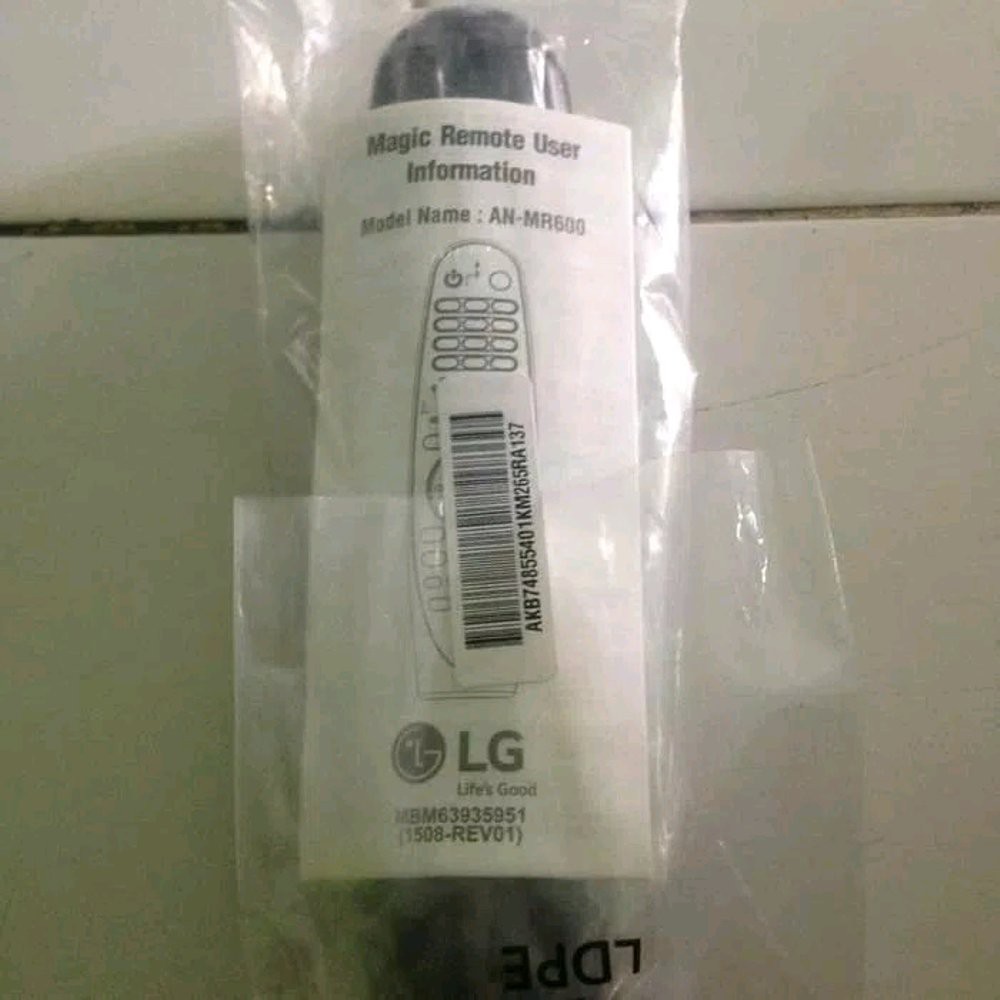 Magic Remote User
Information
Model Name : AN-MR600
AKB74855401KM265RA137
LG
Life's Good
MBM63935951
(1508-REV01)
LDPE